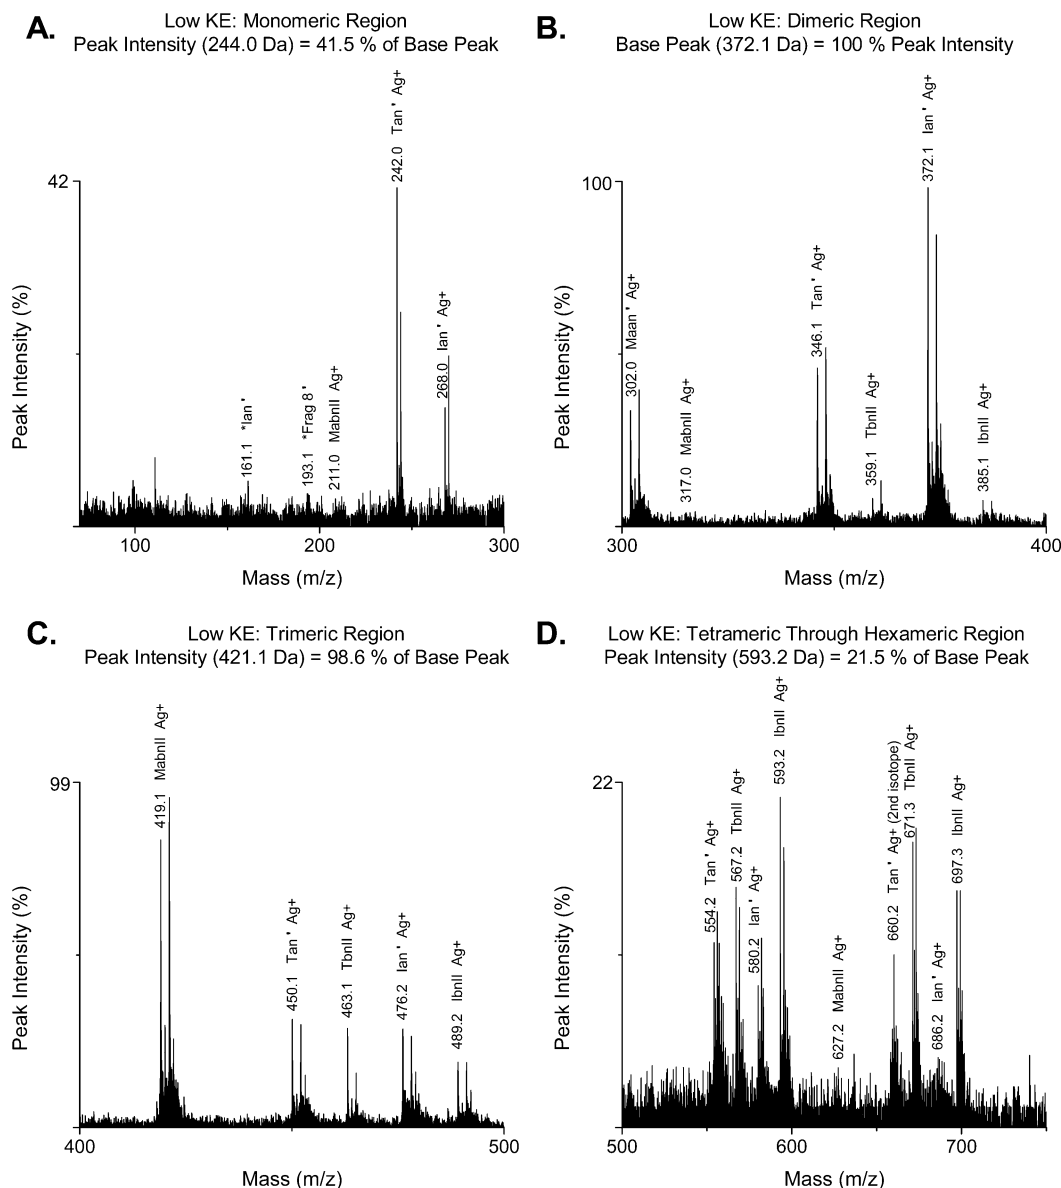 A.
Low KE: Monomeric Region
Peak Intensity (244.0 Da) = 41.5 % of Base Peak
42
Peak Intensity (%)
161.1 *Ian '
193.1 *Frag 8 '
211.0 MabnII Ag+
242.0 Tan ' Ag+
268.0 Ian ' Ag+
100
200
300
Mass (m/z)
B.
Low KE: Dimeric Region
Base Peak (372.1 Da) = 100 % Peak Intensity
100
Peak Intensity (%)
302.0 Maan ' Ag+
317.0 MabnII Ag+
346.1 Tan ' Ag+
359.1 TbnII Ag+
372.1 Ian ' Ag+
385.1 IbnII Ag+
300
400
Mass (m/z)
C.
Low KE: Trimeric Region
Peak Intensity (421.1 Da) = 98.6 % of Base Peak
99
Peak Intensity (%)
419.1 MabnII Ag+
450.1 Tan ' Ag+
463.1 TbnII Ag+
476.2 Ian ' Ag+
489.2 IbnII Ag+
400
500
Mass (m/z)
D.
Low KE: Tetrameric Through Hexameric Region
Peak Intensity (593.2 Da) = 21.5 % of Base Peak
22
Peak Intensity (%)
554.2 Tan ' Ag+
567.2 TbnII Ag+
580.2 Ian ' Ag+
593.2 IbnII Ag+
627.2 MabnII Ag+
660.2 Tan ' Ag+ (2nd isotope)
671.3 TbnII Ag+
686.2 Ian ' Ag+
697.3 IbnII Ag+
500
600
700
Mass (m/z)